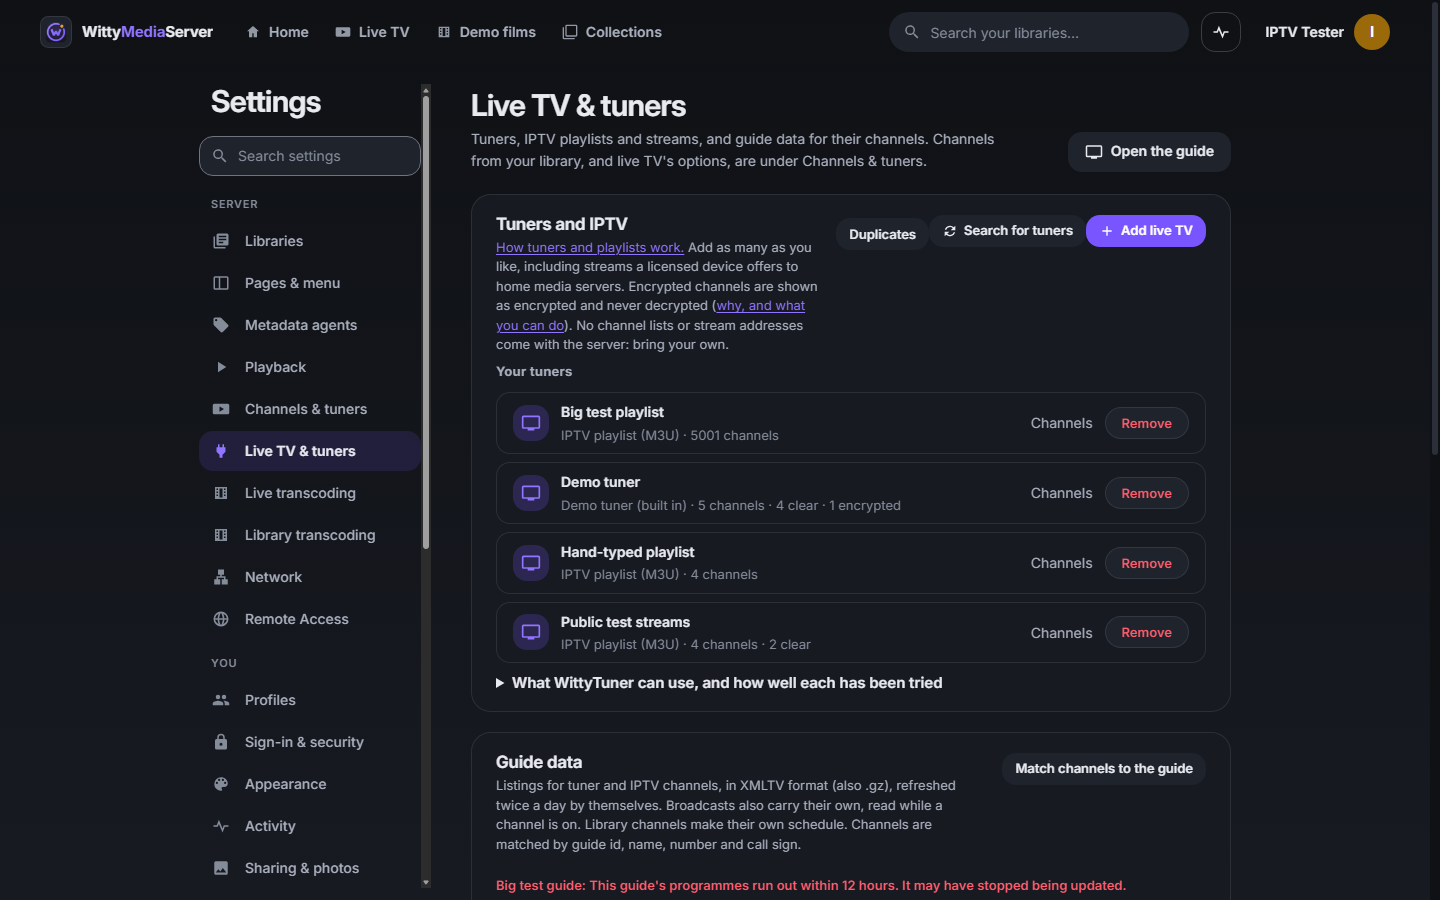 WittyMediaServer
Home
Live TV
Demo films
Collections
Search your libraries...
IPTV Tester
I
Settings
Search settings
SERVER
Libraries
Pages & menu
Metadata agents
Playback
Channels & tuners
Live TV & tuners
Live transcoding
Library transcoding
Network
Remote Access
YOU
Profiles
Sign-in & security
Appearance
Activity
Sharing & photos
Live TV & tuners
Tuners, IPTV playlists and streams, and guide data for their channels. Channels
from your library, and live TV's options, are under Channels & tuners.
Open the guide
Tuners and IPTV
How tuners and playlists work. Add as many as you
like, including streams a licensed device offers to
home media servers. Encrypted channels are shown
as encrypted and never decrypted (why, and what
you can do). No channel lists or stream addresses
come with the server: bring your own.
Duplicates
Search for tuners
Add live TV
Your tuners
Big test playlist
IPTV playlist (M3U) · 5001 channels
Channels
Remove
Demo tuner
Demo tuner (built in) · 5 channels · 4 clear · 1 encrypted
Channels
Remove
Hand-typed playlist
IPTV playlist (M3U) · 4 channels
Channels
Remove
Public test streams
IPTV playlist (M3U) · 4 channels · 2 clear
Channels
Remove
What WittyTuner can use, and how well each has been tried
Guide data
Listings for tuner and IPTV channels, in XMLTV format (also .gz), refreshed
twice a day by themselves. Broadcasts also carry their own, read while a
channel is on. Library channels make their own schedule. Channels are
matched by guide id, name, number and call sign.
Match channels to the guide
Big test guide: This guide's programmes run out within 12 hours. It may have stopped being updated.